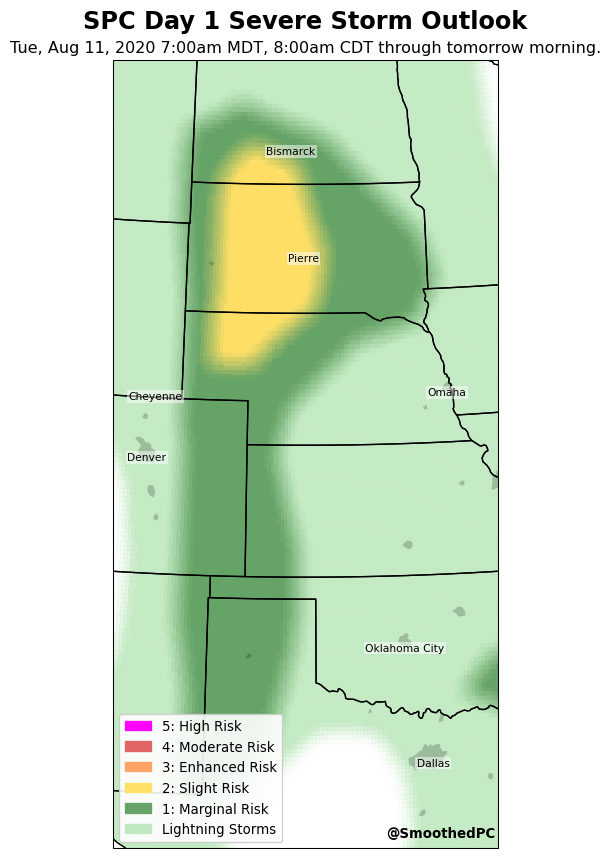 SPC Day 1 Severe Storm Outlook
Tue, Aug 11, 2020 7:00am MDT, 8:00am CDT through tomorrow morning.
Bismarck
Pierre
Cheyenne
Omaha
Denver
Oklahoma City
Dallas
5: High Risk
4: Moderate Risk
3: Enhanced Risk
2: Slight Risk
1: Marginal Risk
Lightning Storms
@SmoothedPC